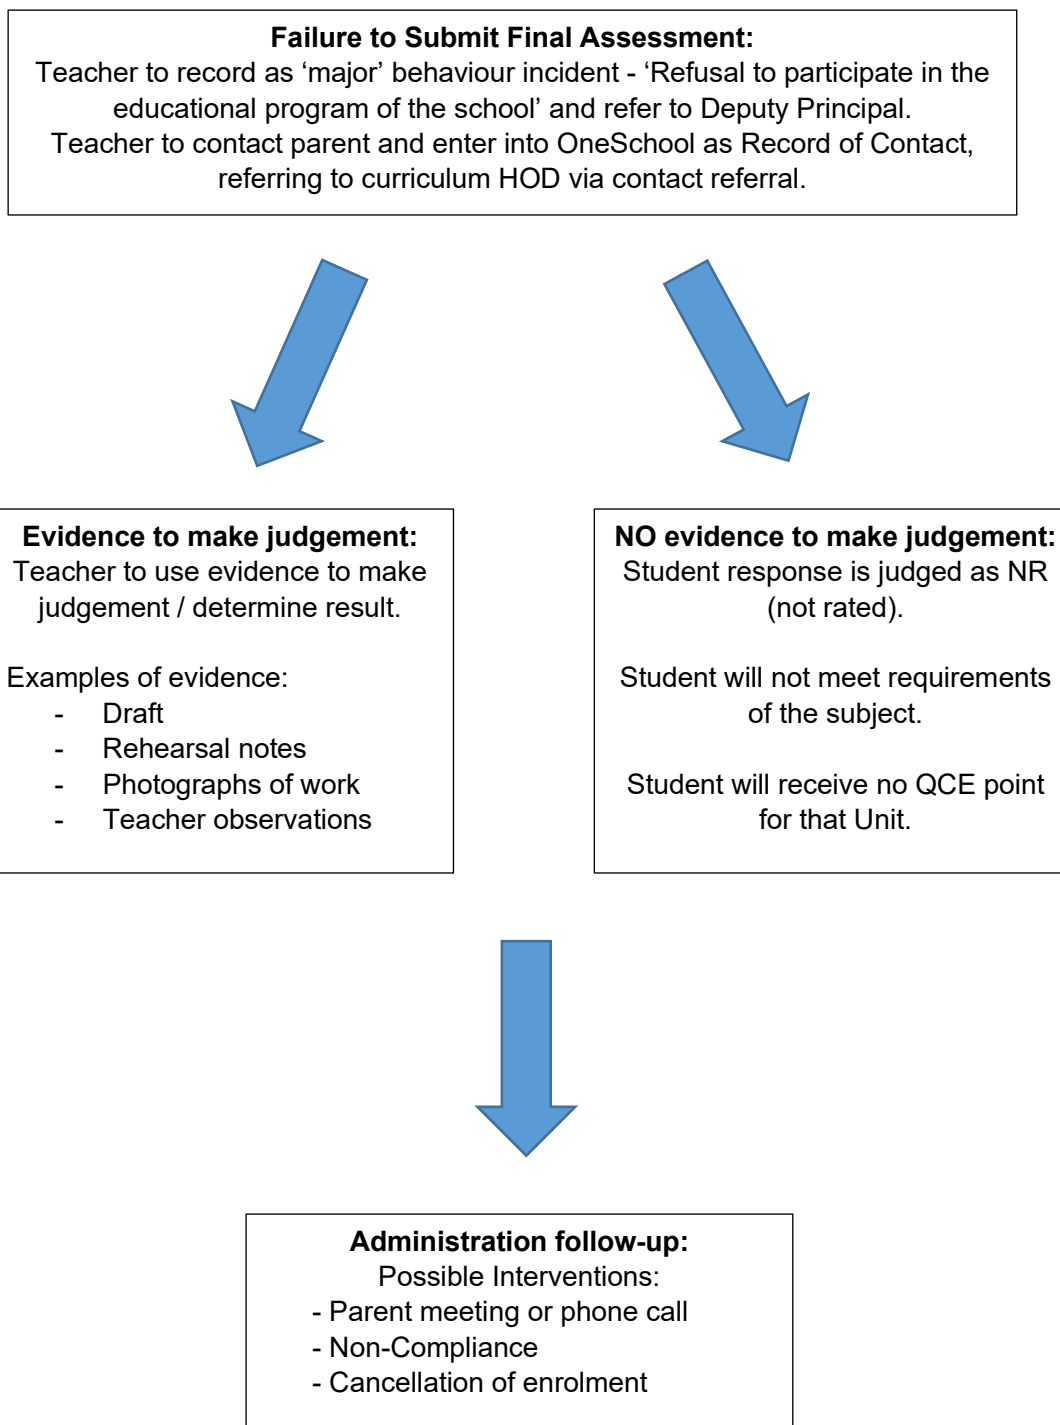 Failure to Submit Final Assessment:
Teacher to record as ‘major’ behaviour incident - ‘Refusal to participate in the
educational program of the school’ and refer to Deputy Principal.
Teacher to contact parent and enter into OneSchool as Record of Contact,
referring to curriculum HOD via contact referral.
Evidence to make judgement:
Teacher to use evidence to make
judgement / determine result.
Examples of evidence:
- Draft
- Rehearsal notes
- Photographs of work
- Teacher observations
NO evidence to make judgement:
Student response is judged as NR
(not rated).
Student will not meet requirements
of the subject.
Student will receive no QCE point
for that Unit.
Administration follow-up:
Possible Interventions:
- Parent meeting or phone call
- Non-Compliance
- Cancellation of enrolment